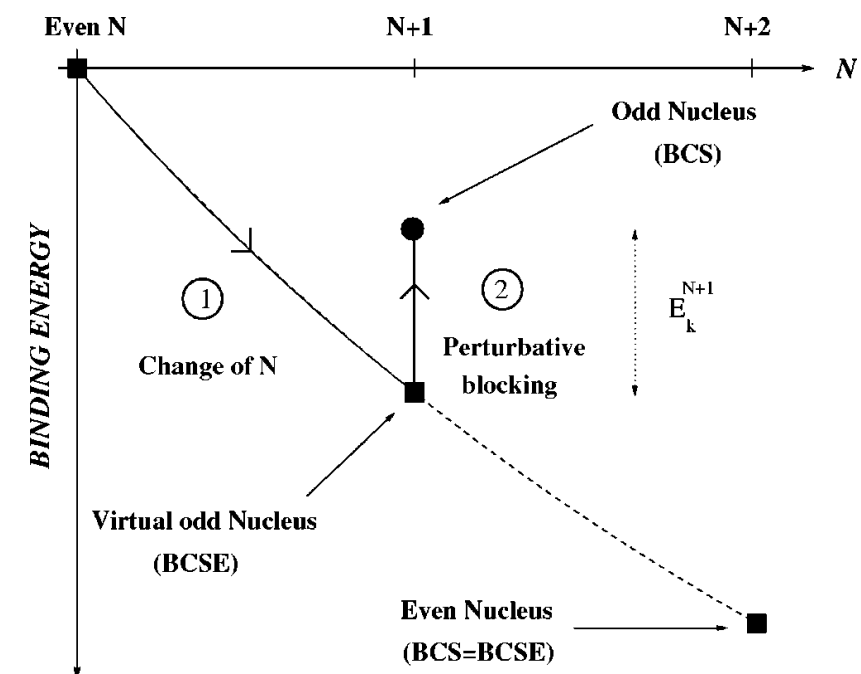 Even N
N+1
N+2
N
Odd Nucleus
(BCS)
BINDING ENERGY
1
Change of N
2
Perturbative
blocking
E_k^{N+1}
Virtual odd Nucleus
(BCSE)
Even Nucleus
(BCS=BCSE)